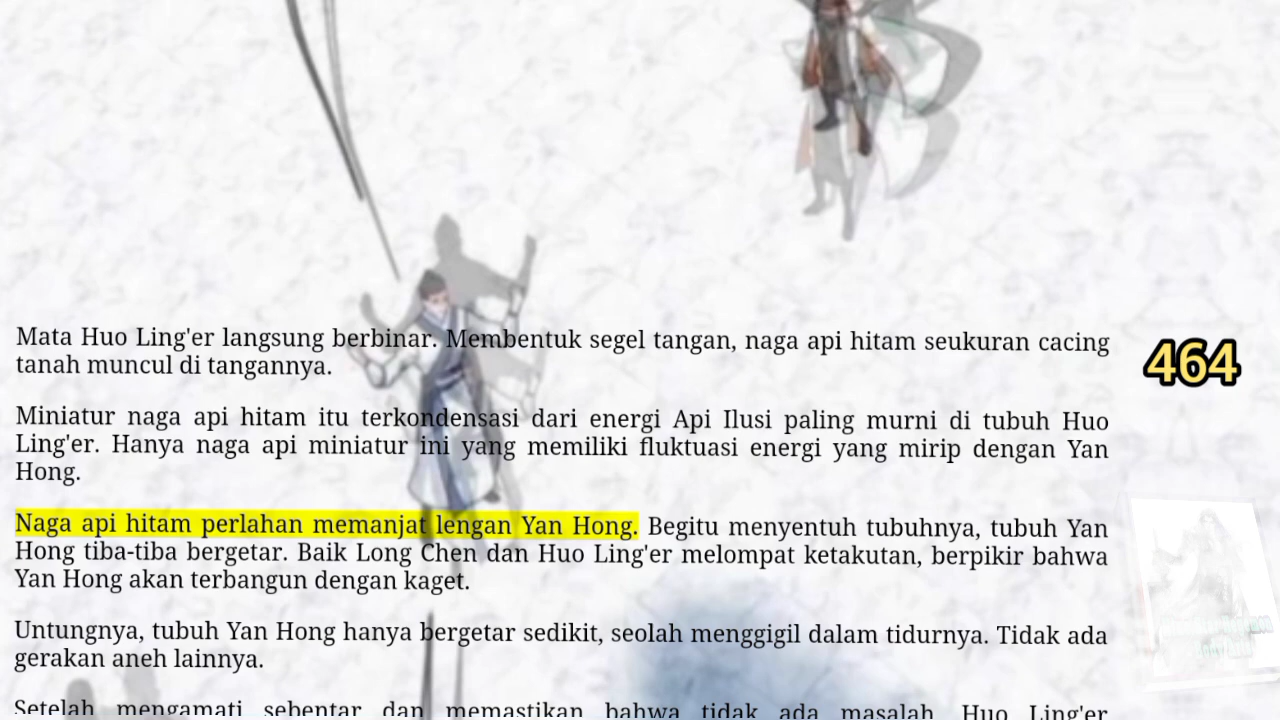 Mata Huo Ling'er langsung berbinar. Membentuk segel tangan, naga api hitam seukuran cacing
tanah muncul di tangannya.
464
Miniatur naga api hitam itu terkondensasi dari energi Api Ilusi paling murni di tubuh Huo
Ling'er. Hanya naga api miniatur ini yang memiliki fluktuasi energi yang mirip dengan Yan
Hong.
Naga api hitam perlahan memanjat lengan Yan Hong. Begitu menyentuh tubuhnya, tubuh Yan
Hong tiba-tiba bergetar. Baik Long Chen dan Huo Ling'er melompat ketakutan, berpikir bahwa
Yan Hong akan terbangun dengan kaget.
Untungnya, tubuh Yan Hong hanya bergetar sedikit, seolah menggigil dalam tidurnya. Tidak ada
gerakan aneh lainnya.
Setelah mengamati sebentar dan memastikan bahwa tidak ada masalah, Huo Ling'er